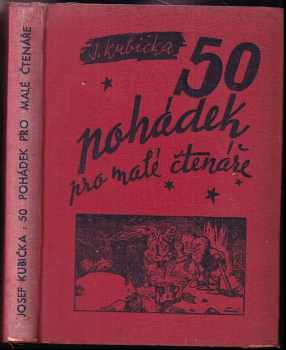 JOSEF KUBIČKA : 50 POHÁDEK PRO MALÉ ČTENÁŘE
J. Kubička
50
pohádek
pro malé čtenáře